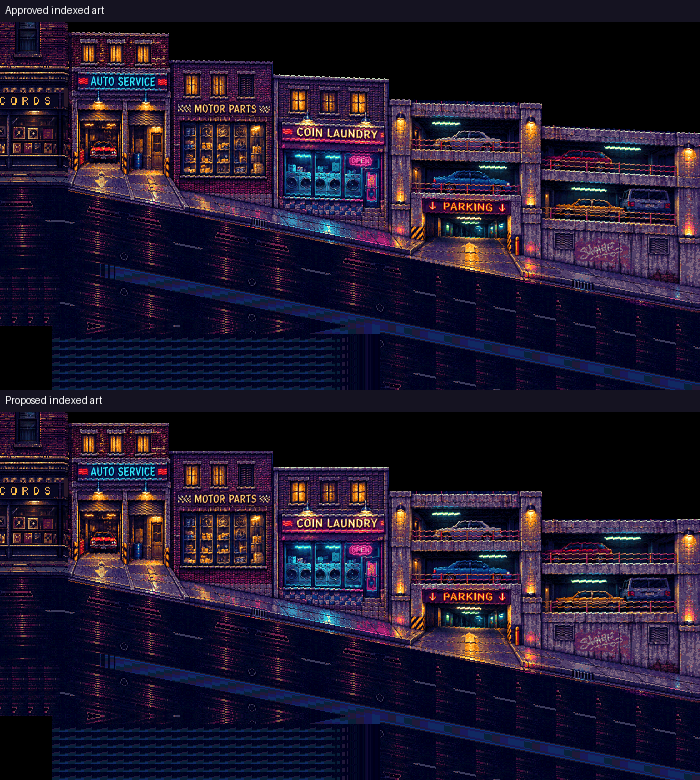 Approved indexed art
AUTO SERVICE
CORDS
MOTOR PARTS
COIN LAUNDRY
OPEN
↓ PARKING ↓
Proposed indexed art
AUTO SERVICE
CORDS
MOTOR PARTS
COIN LAUNDRY
OPEN
↓ PARKING ↓